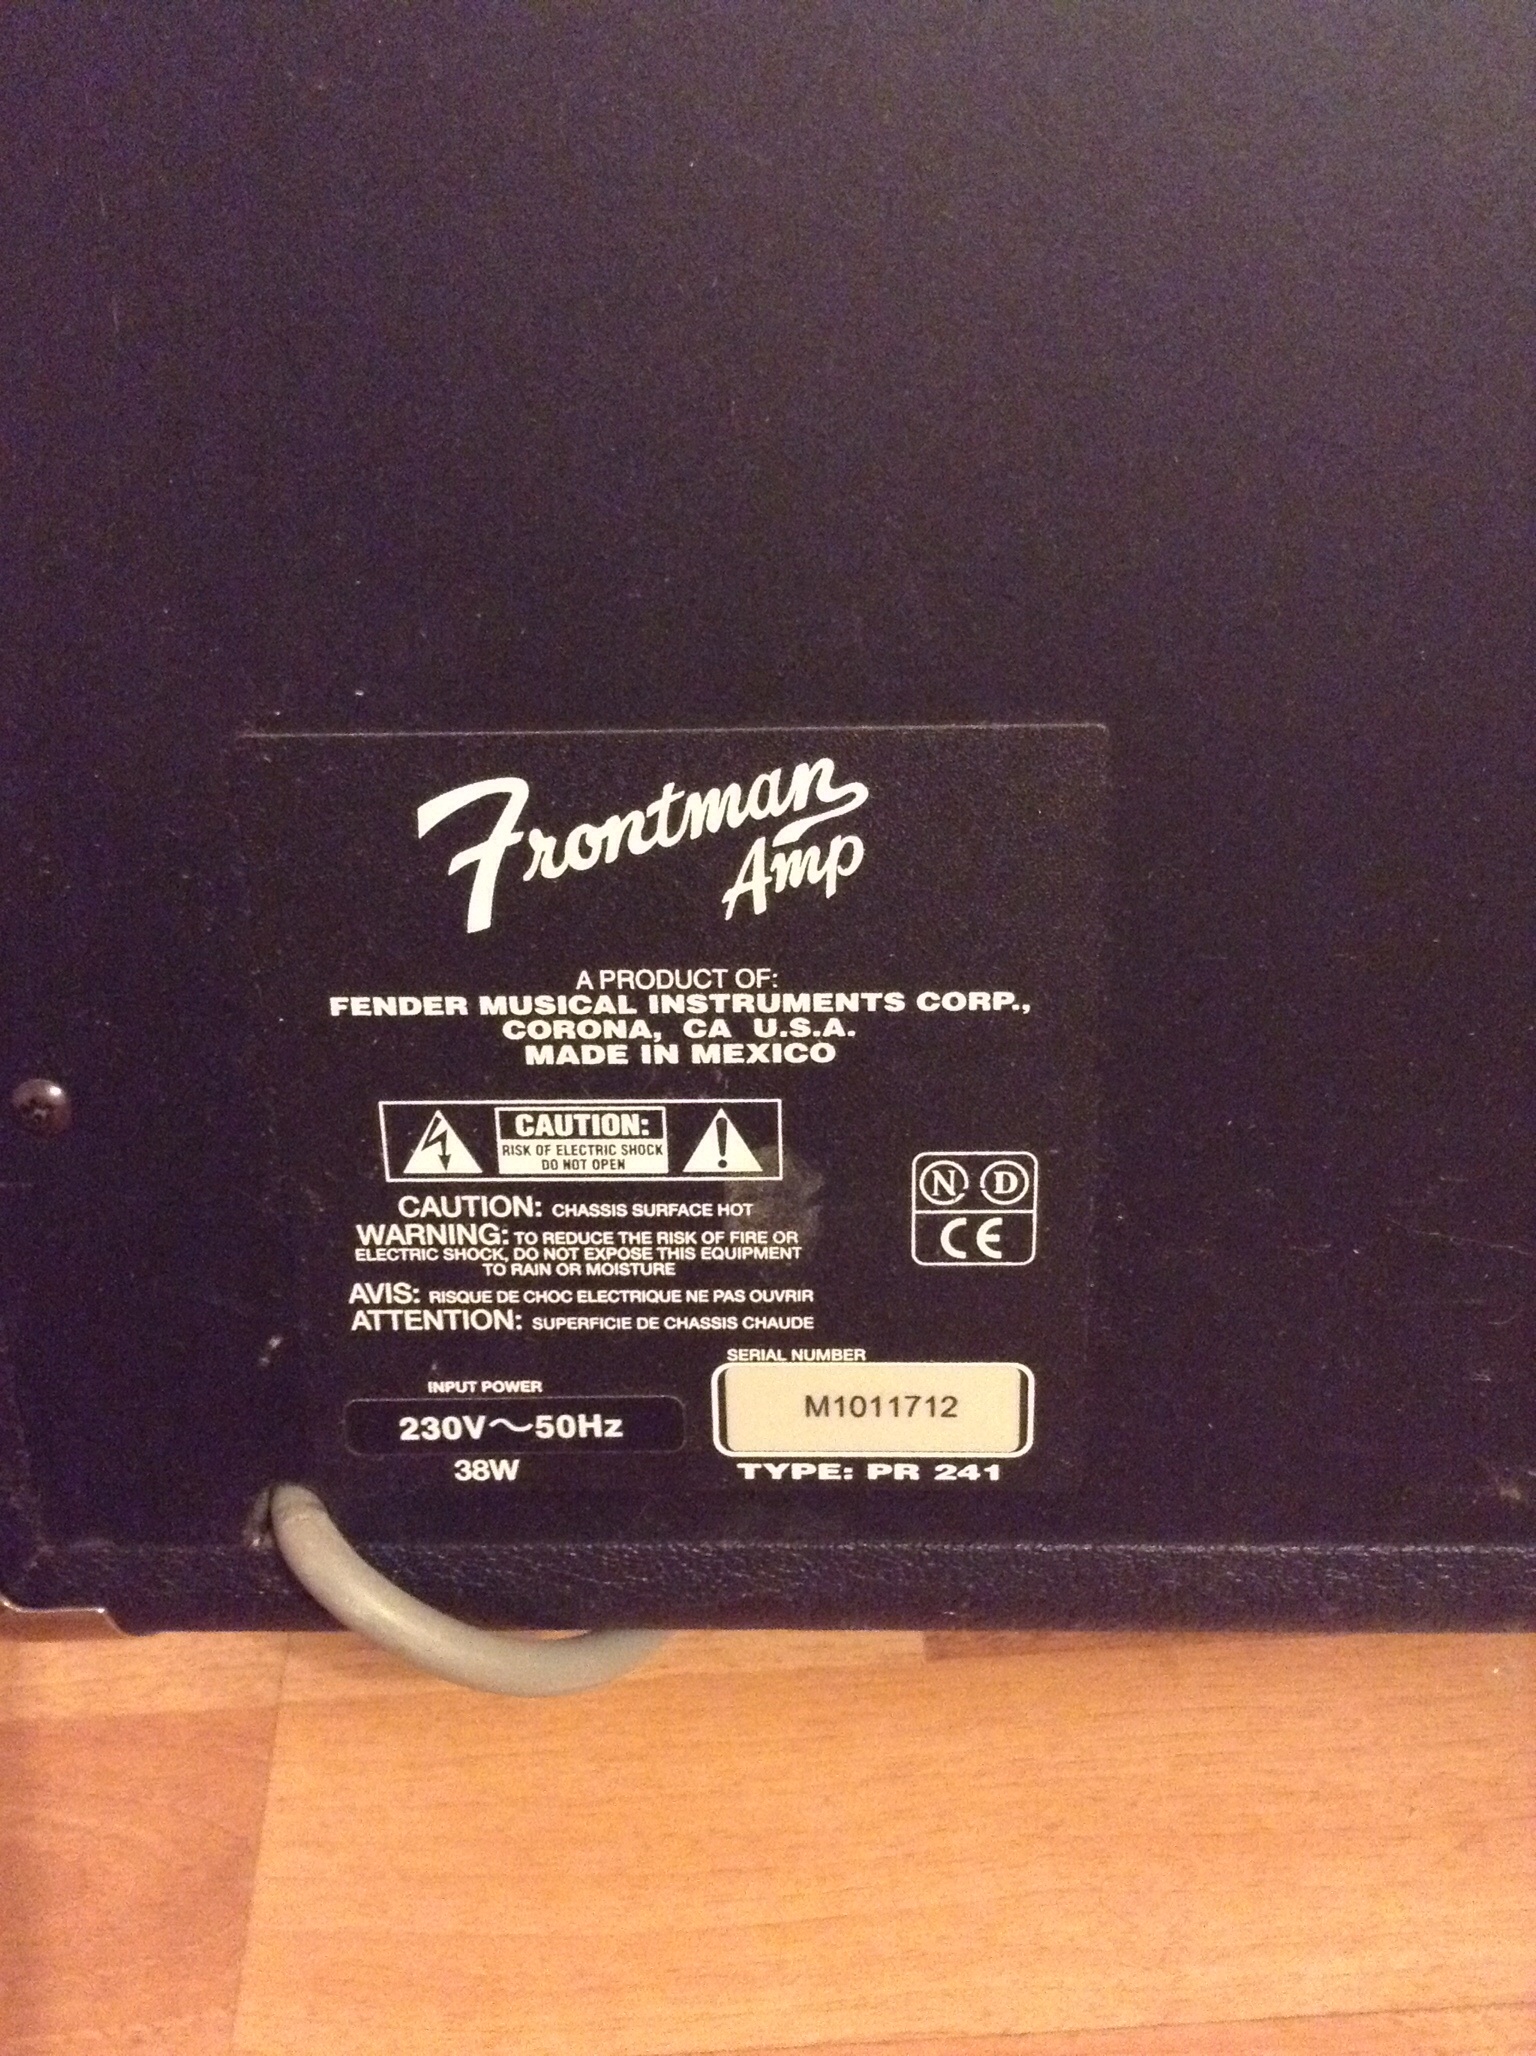 Frontman
Amp
A PRODUCT OF:
FENDER MUSICAL INSTRUMENTS CORP.,
CORONA, CA U.S.A.
MADE IN MEXICO
CAUTION:
RISK OF ELECTRIC SHOCK
DO NOT OPEN
CAUTION: CHASSIS SURFACE HOT
WARNING: TO REDUCE THE RISK OF FIRE OR
ELECTRIC SHOCK, DO NOT EXPOSE THIS EQUIPMENT
TO RAIN OR MOISTURE
AVIS: RISQUE DE CHOC ELECTRIQUE NE PAS OUVRIR
ATTENTION: SUPERFICIE DE CHASSIS CHAUDE
N D
CE
INPUT POWER
230V~50Hz
38W
SERIAL NUMBER
M1011712
TYPE: PR 241